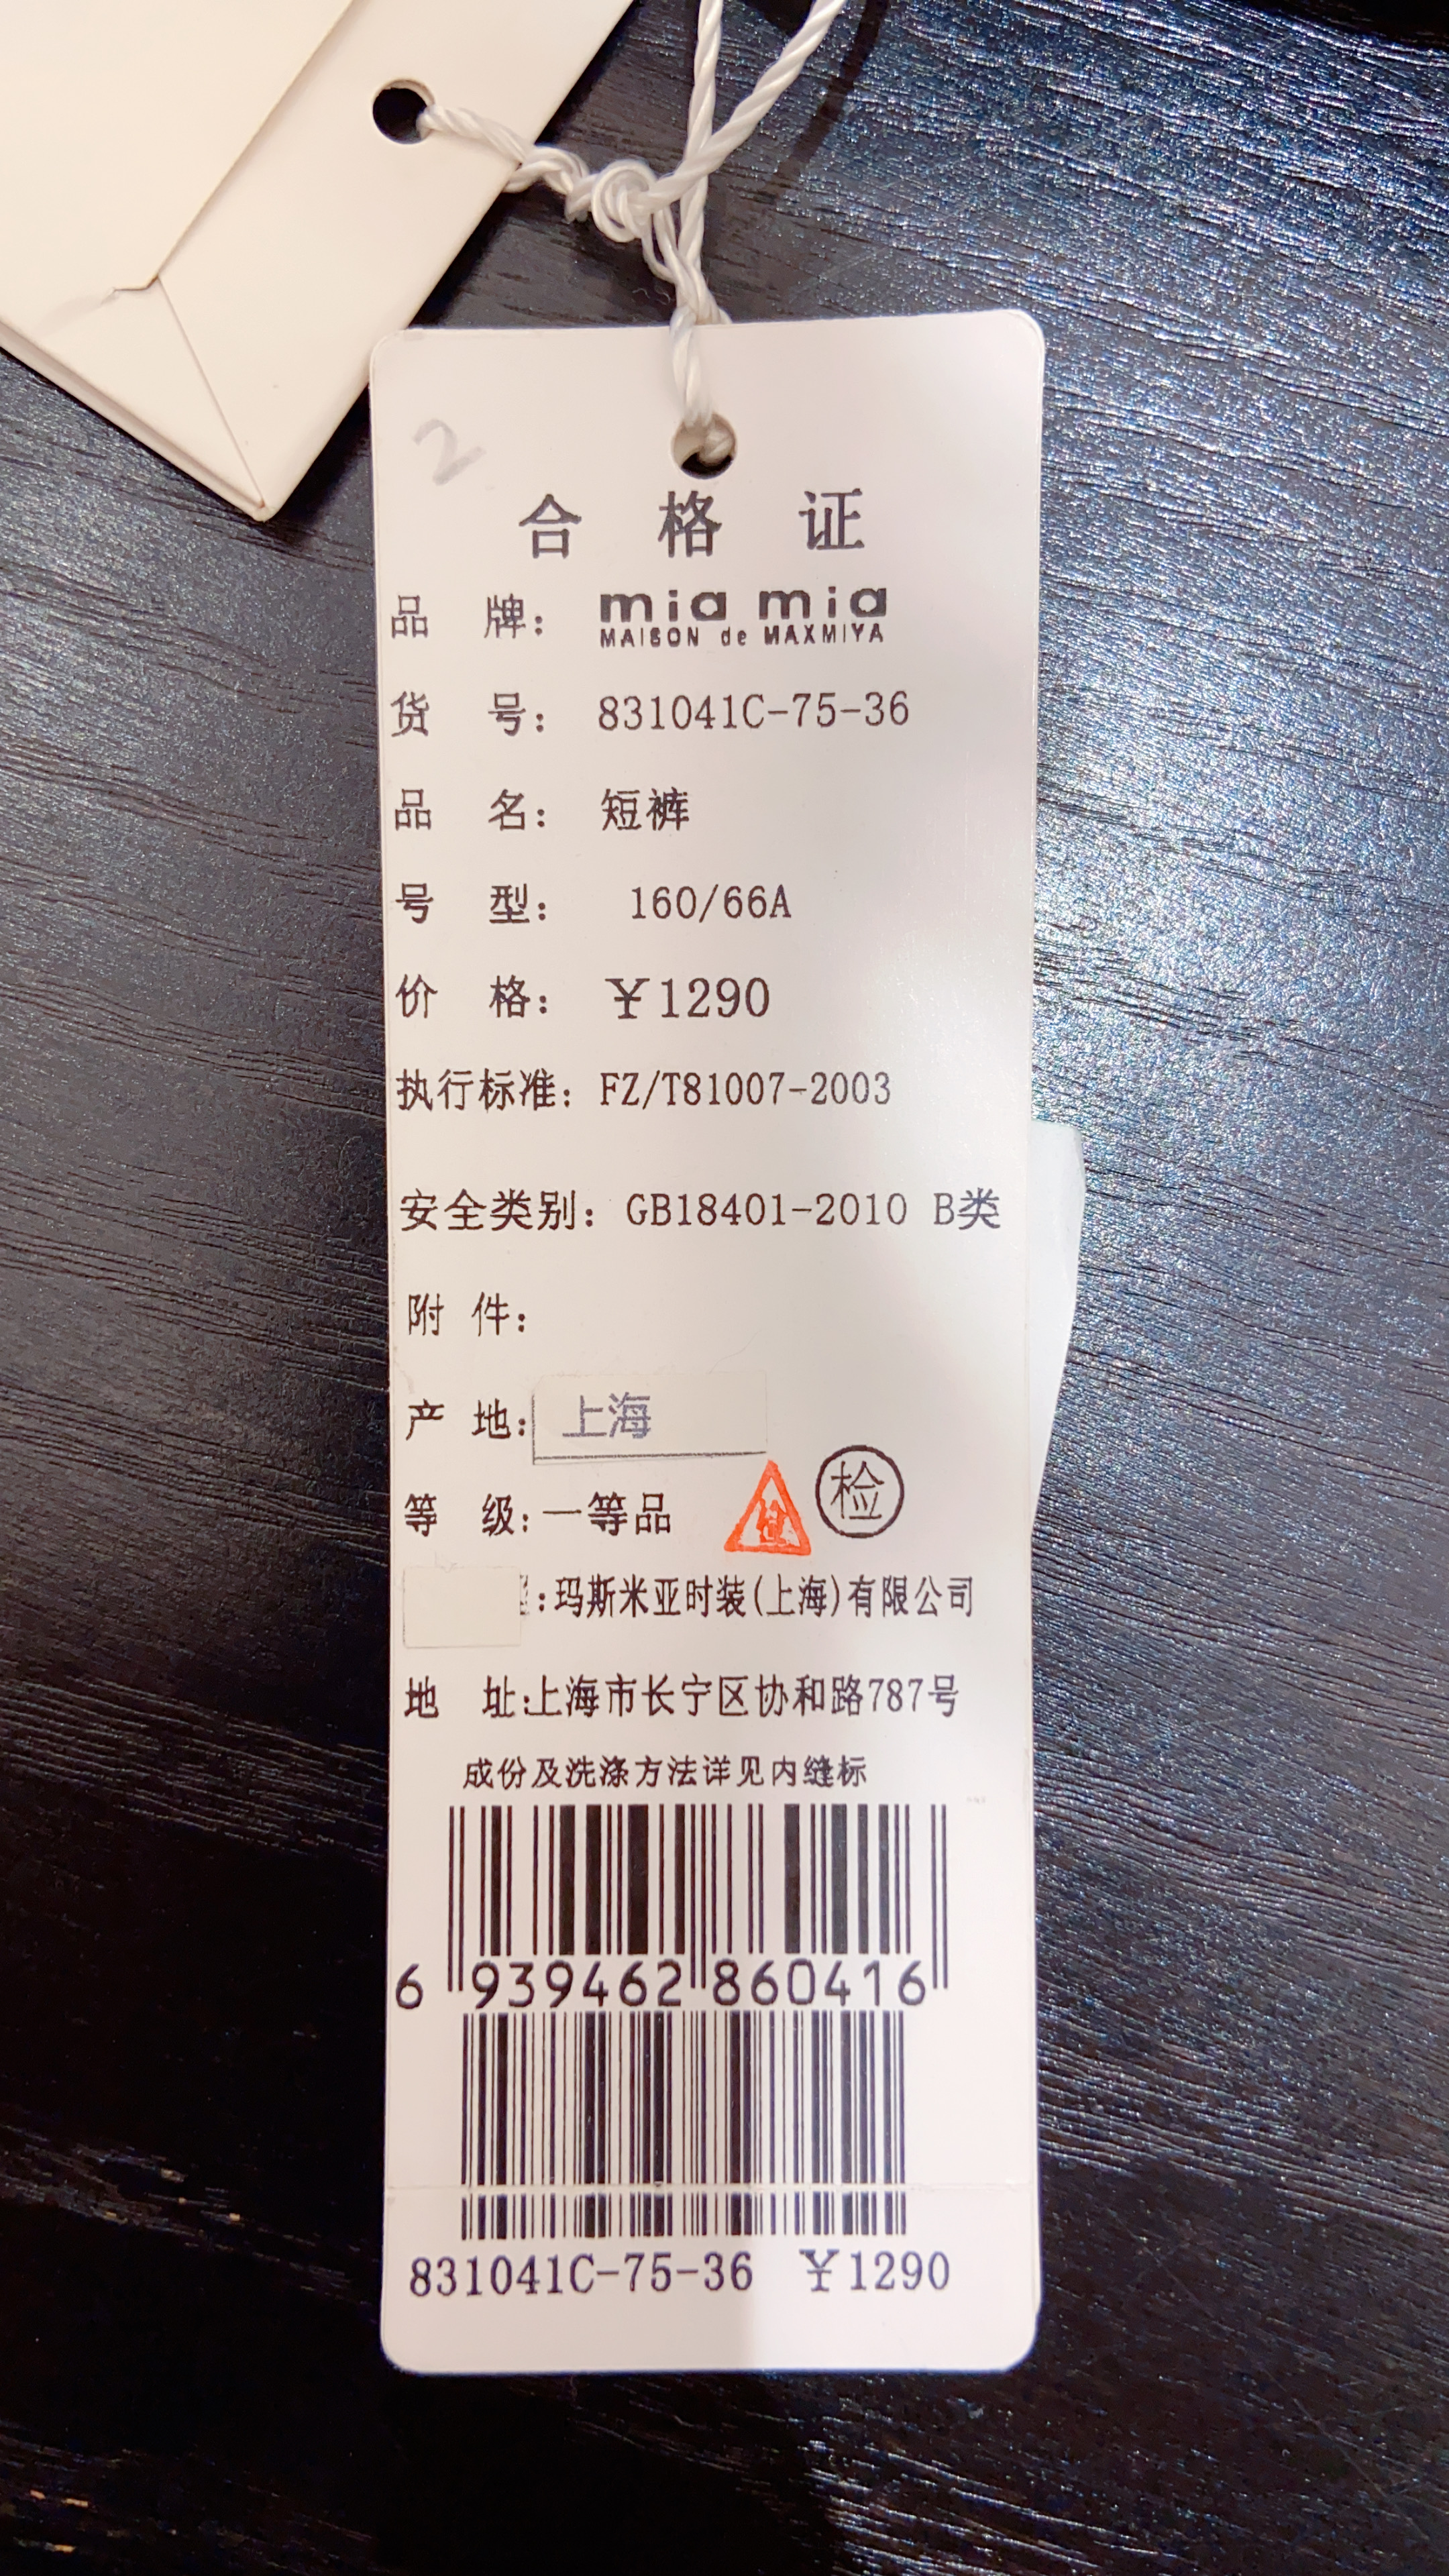 2
合格证
品牌: mia mia
MAISON de MAXMIYA
货号: 831041C-75-36
品名: 短裤
号型: 160/66A
价格: ¥1290
执行标准: FZ/T81007-2003
安全类别: GB18401-2010 B类
附件:
产地: 上海
等级: 一等品 检
:玛斯米亚时装(上海)有限公司
地址:上海市长宁区协和路787号
成份及洗涤方法详见内缝标
6 939462 860416
831041C-75-36 ¥1290